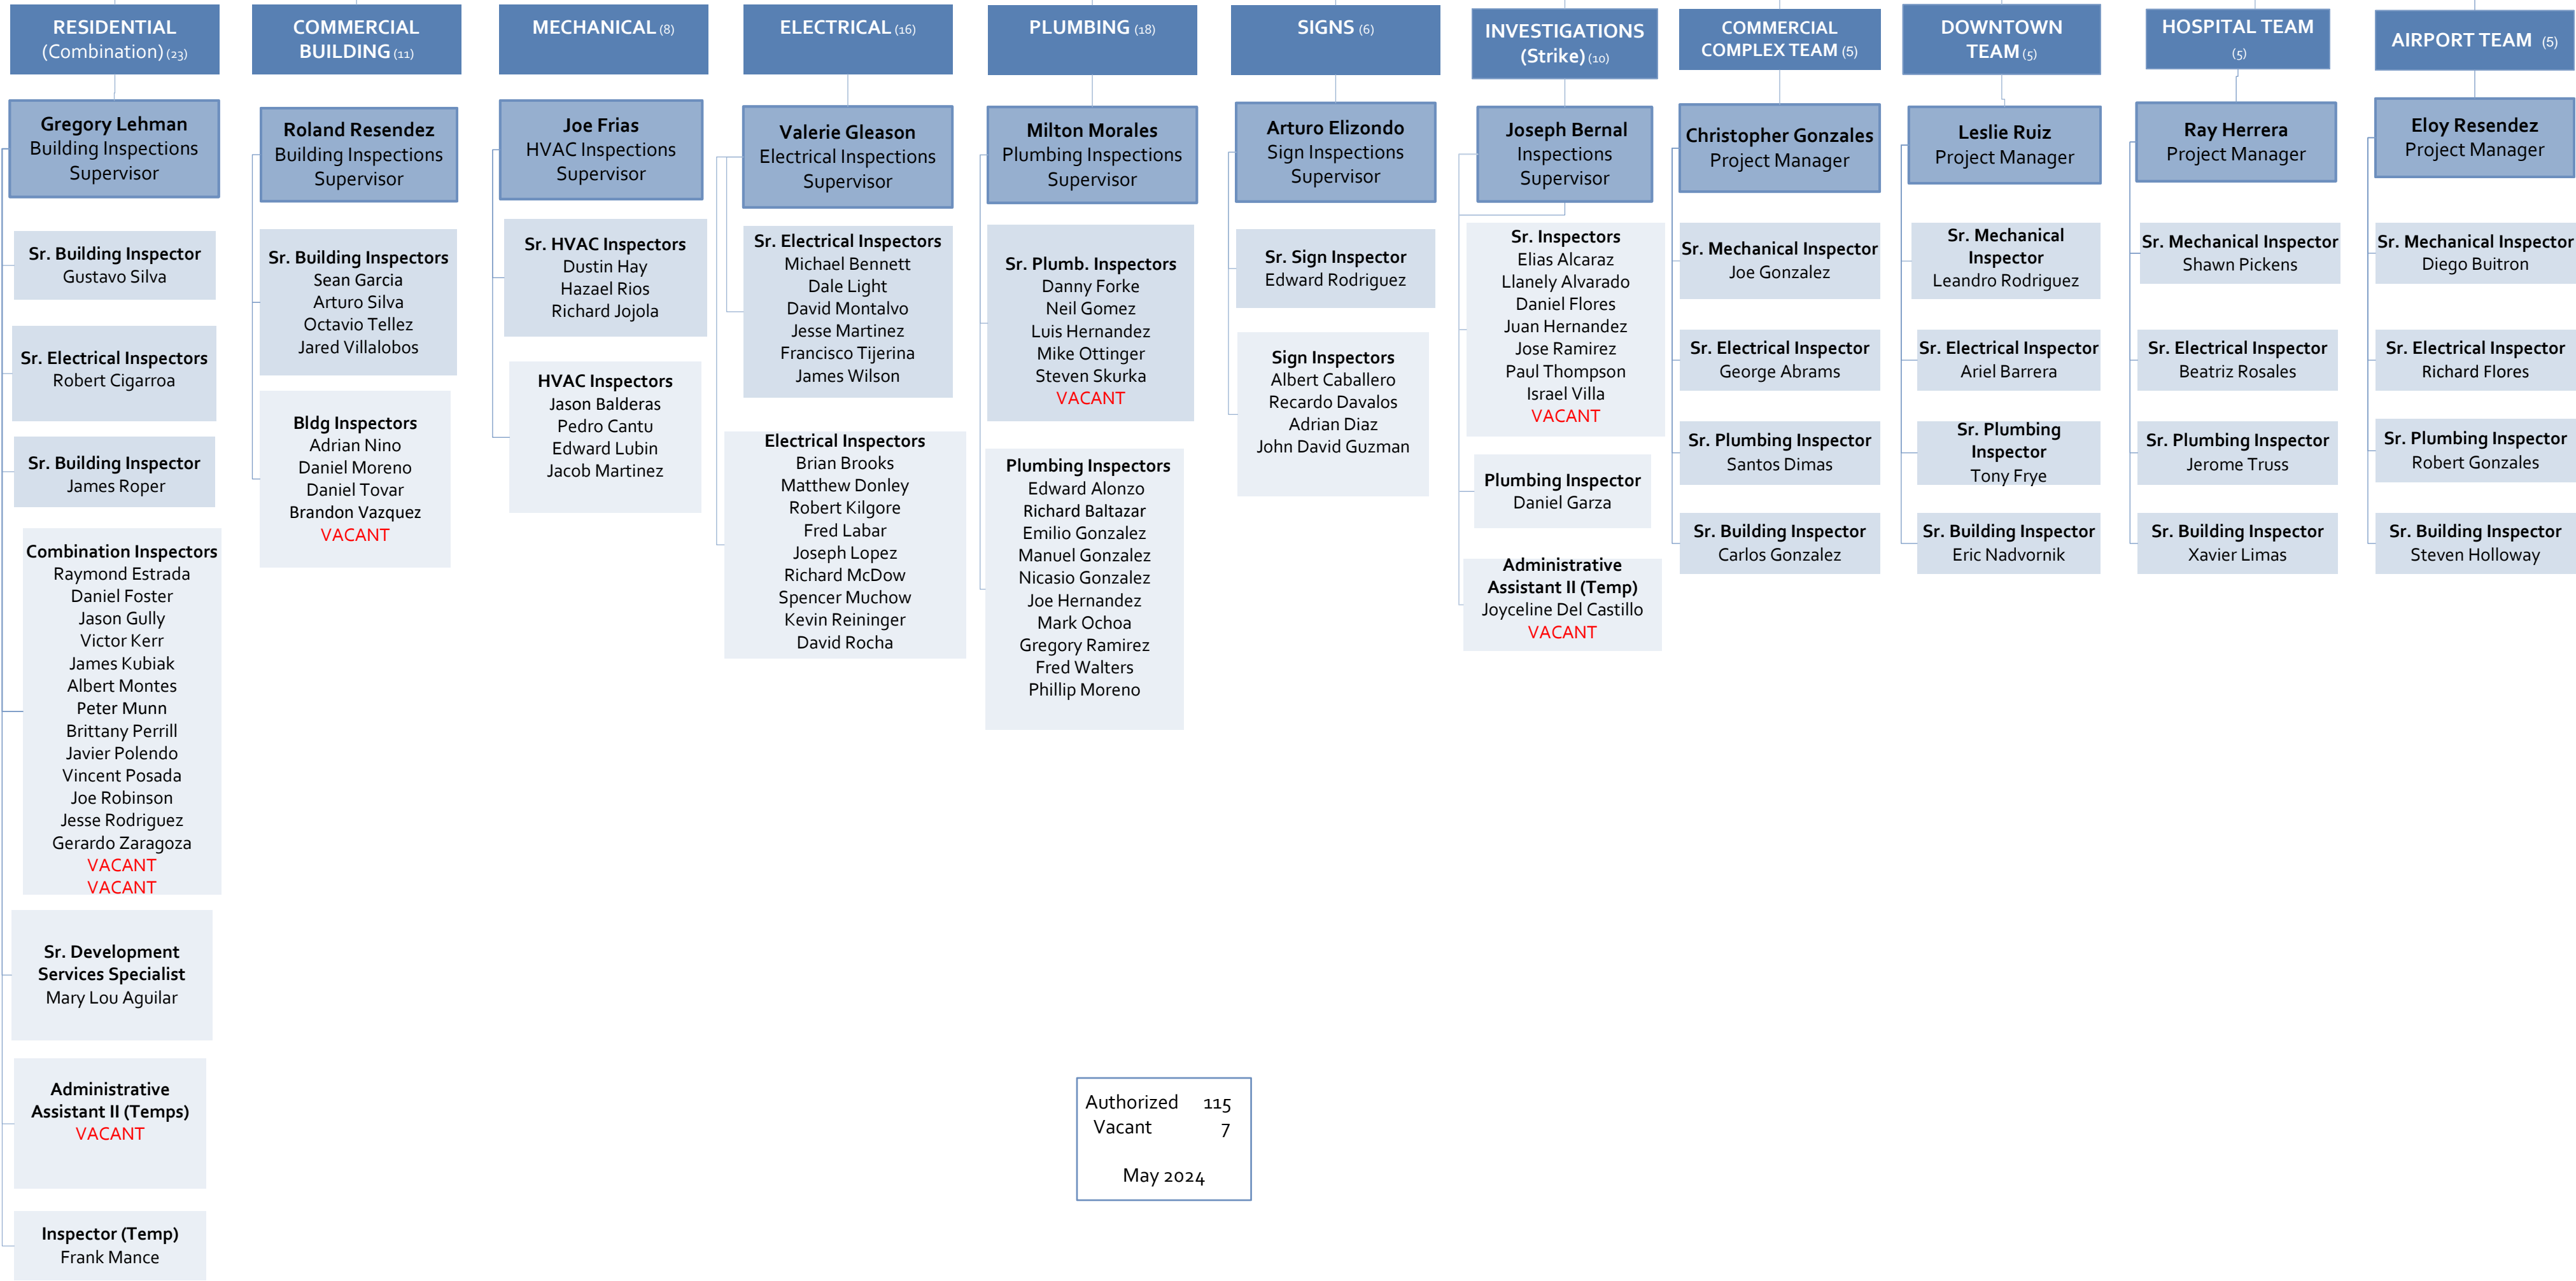 RESIDENTIAL
(Combination) (23)
Gregory Lehman
Building Inspections
Supervisor
Sr. Building Inspector
Gustavo Silva
Sr. Electrical Inspectors
Robert Cigarroa
Sr. Building Inspector
James Roper
Combination Inspectors
Raymond Estrada
Daniel Foster
Jason Gully
Victor Kerr
James Kubiak
Albert Montes
Peter Munn
Brittany Perrill
Javier Polendo
Vincent Posada
Joe Robinson
Jesse Rodriguez
Gerardo Zaragoza
VACANT
VACANT
Sr. Development
Services Specialist
Mary Lou Aguilar
Administrative
Assistant II (Temps)
VACANT
Inspector (Temp)
Frank Mance
COMMERCIAL
BUILDING (11)
Roland Resendez
Building Inspections
Supervisor
Sr. Building Inspectors
Sean Garcia
Arturo Silva
Octavio Tellez
Jared Villalobos
Bldg Inspectors
Adrian Nino
Daniel Moreno
Daniel Tovar
Brandon Vazquez
VACANT
MECHANICAL (8)
Joe Frias
HVAC Inspections
Supervisor
Sr. HVAC Inspectors
Dustin Hay
Hazael Rios
Richard Jojola
HVAC Inspectors
Jason Balderas
Pedro Cantu
Edward Lubin
Jacob Martinez
ELECTRICAL (16)
Valerie Gleason
Electrical Inspections
Supervisor
Sr. Electrical Inspectors
Michael Bennett
Dale Light
David Montalvo
Jesse Martinez
Francisco Tijerina
James Wilson
Electrical Inspectors
Brian Brooks
Matthew Donley
Robert Kilgore
Fred Labar
Joseph Lopez
Richard McDow
Spencer Muchow
Kevin Reininger
David Rocha
PLUMBING (18)
Milton Morales
Plumbing Inspections
Supervisor
Sr. Plumb. Inspectors
Danny Forke
Neil Gomez
Luis Hernandez
Mike Ottinger
Steven Skurka
VACANT
Plumbing Inspectors
Edward Alonzo
Richard Baltazar
Emilio Gonzalez
Manuel Gonzalez
Nicasio Gonzalez
Joe Hernandez
Mark Ochoa
Gregory Ramirez
Fred Walters
Phillip Moreno
SIGNS (6)
Arturo Elizondo
Sign Inspections
Supervisor
Sr. Sign Inspector
Edward Rodriguez
Sign Inspectors
Albert Caballero
Recardo Davalos
Adrian Diaz
John David Guzman
INVESTIGATIONS
(Strike) (10)
Joseph Bernal
Inspections
Supervisor
Sr. Inspectors
Elias Alcaraz
Llanely Alvarado
Daniel Flores
Juan Hernandez
Jose Ramirez
Paul Thompson
Israel Villa
VACANT
Plumbing Inspector
Daniel Garza
Administrative
Assistant II (Temp)
Joyceline Del Castillo
VACANT
COMMERCIAL
COMPLEX TEAM (5)
Christopher Gonzales
Project Manager
Sr. Mechanical Inspector
Joe Gonzalez
Sr. Electrical Inspector
George Abrams
Sr. Plumbing Inspector
Santos Dimas
Sr. Building Inspector
Carlos Gonzalez
DOWNTOWN
TEAM (5)
Leslie Ruiz
Project Manager
Sr. Mechanical
Inspector
Leandro Rodriguez
Sr. Electrical Inspector
Ariel Barrera
Sr. Plumbing
Inspector
Tony Frye
Sr. Building Inspector
Eric Nadvornik
HOSPITAL TEAM
(5)
Ray Herrera
Project Manager
Sr. Mechanical Inspector
Shawn Pickens
Sr. Electrical Inspector
Beatriz Rosales
Sr. Plumbing Inspector
Jerome Truss
Sr. Building Inspector
Xavier Limas
AIRPORT TEAM (5)
Eloy Resendez
Project Manager
Sr. Mechanical Inspector
Diego Buitron
Sr. Electrical Inspector
Richard Flores
Sr. Plumbing Inspector
Robert Gonzales
Sr. Building Inspector
Steven Holloway
Authorized 115
Vacant 7
May 2024